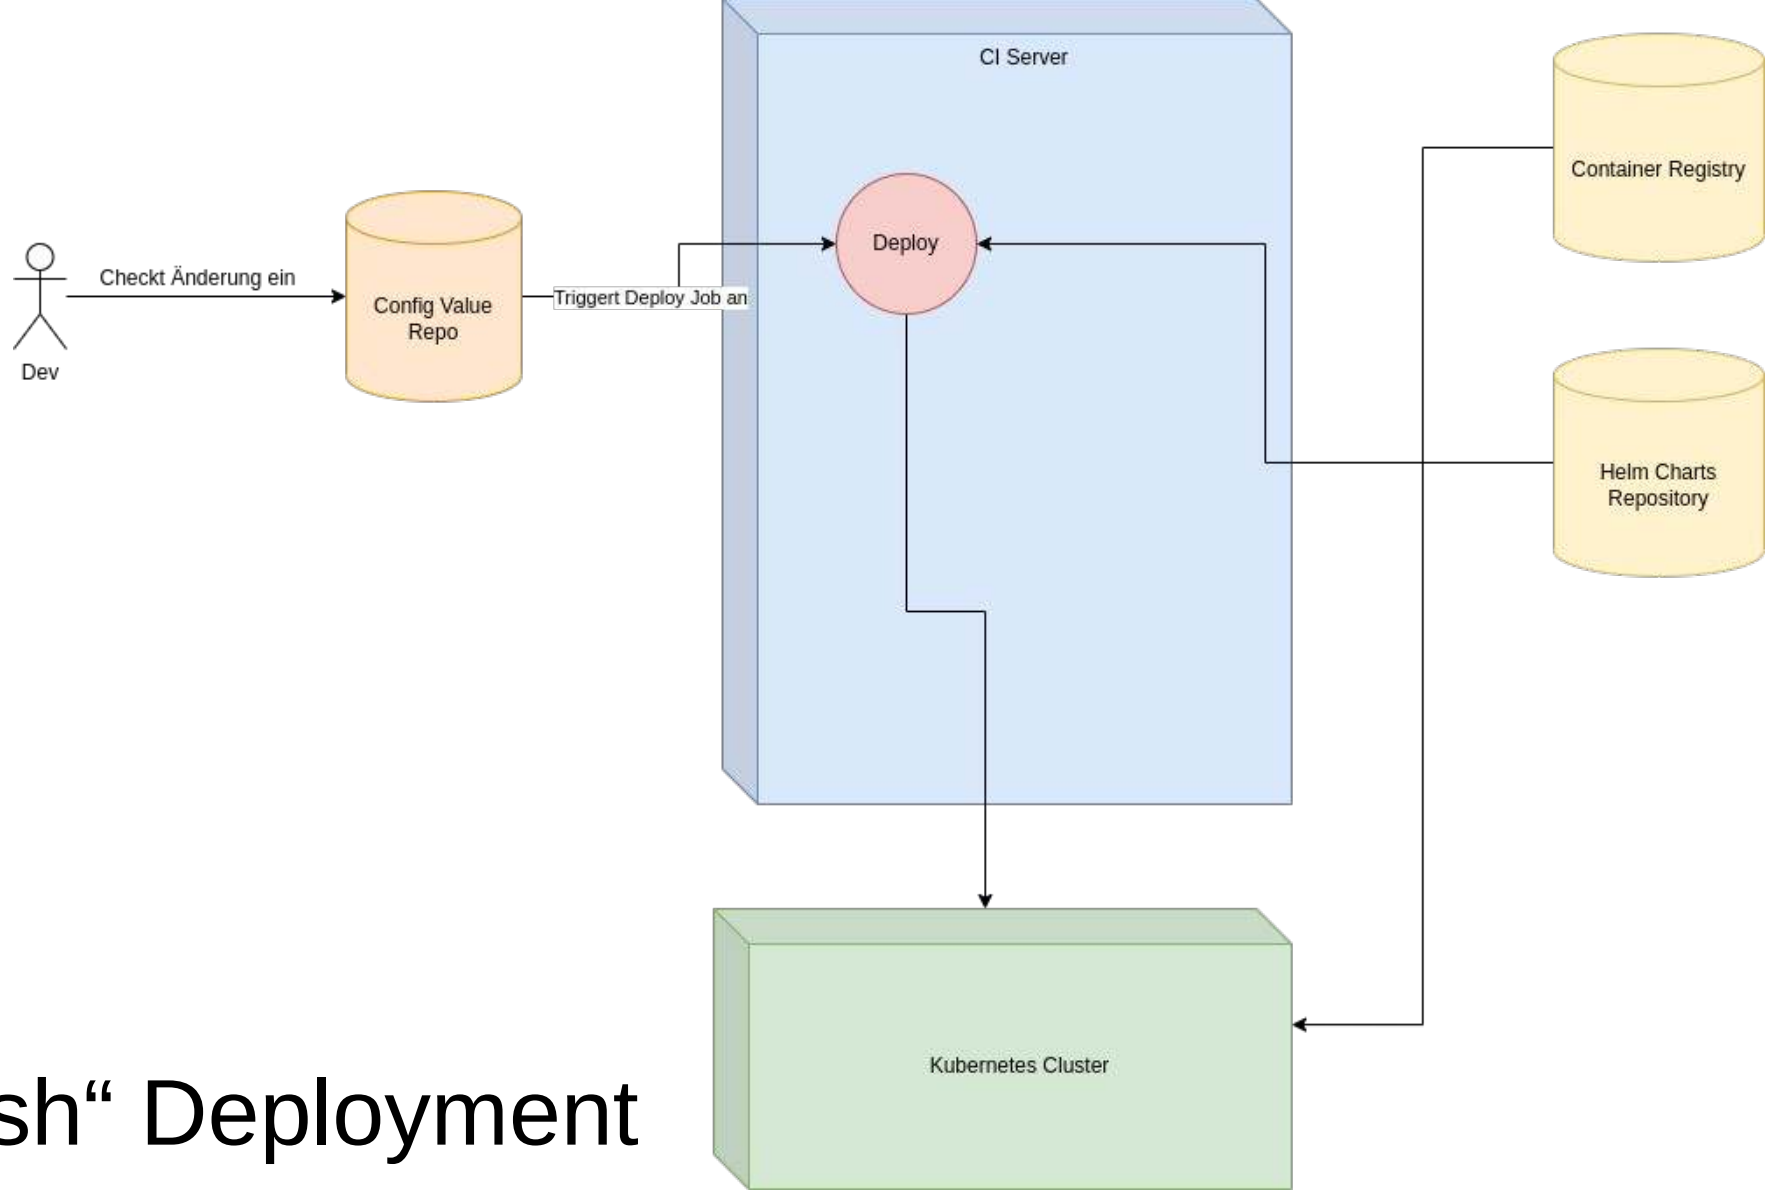 CI Server
Container Registry
Deploy
Checkt Änderung ein
Triggert Deploy Job an
Config Value
Repo
Dev
Helm Charts
Repository
Kubernetes Cluster
sh“ Deployment